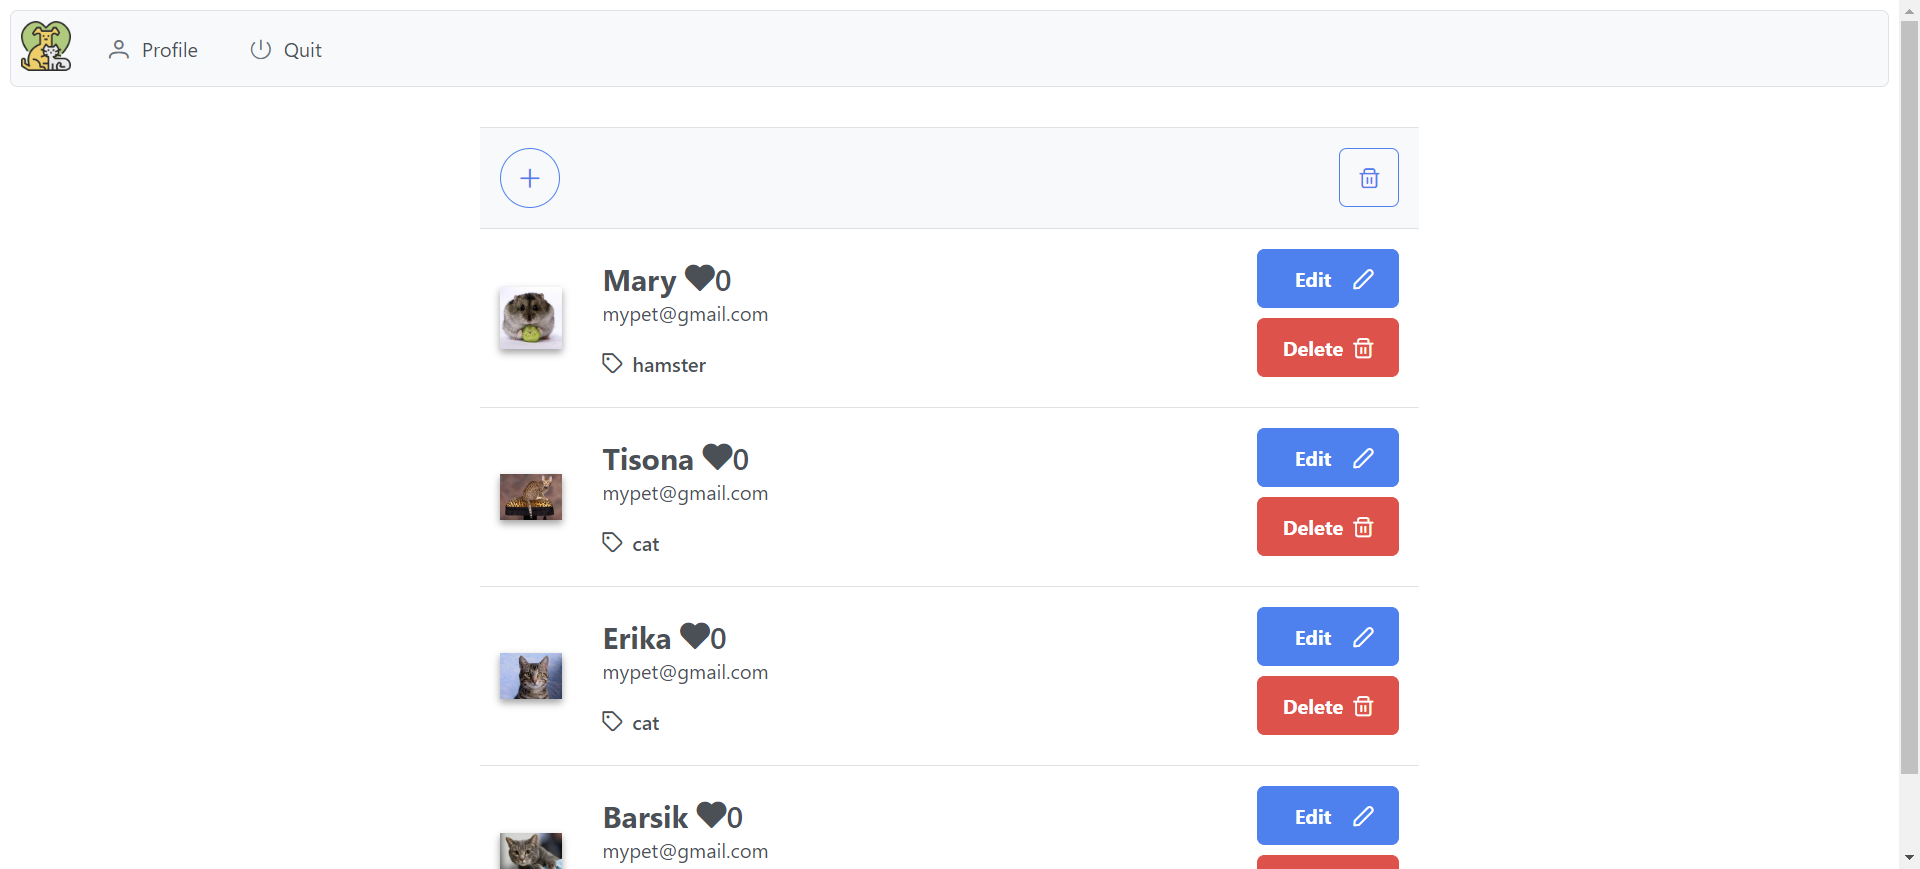 Profile
Quit
Mary 0
mypet@gmail.com
hamster
Edit
Delete
Tisona 0
mypet@gmail.com
cat
Edit
Delete
Erika 0
mypet@gmail.com
cat
Edit
Delete
Barsik 0
mypet@gmail.com
Edit